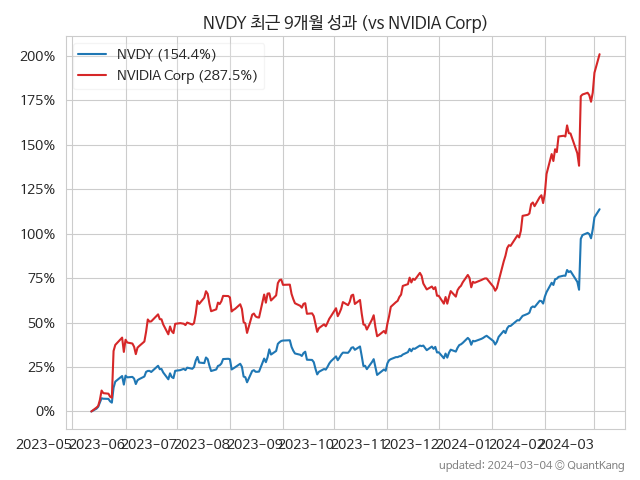 NVDY 최근 9개월 성과 (vs NVIDIA Corp)
NVDY (154.4%)
NVIDIA Corp (287.5%)
200%
175%
150%
125%
100%
75%
50%
25%
0%
2023-05 2023-06 2023-07 2023-08 2023-09 2023-10 2023-11 2023-12 2024-01 2024-02 2024-03
updated: 2024-03-04 © QuantKang